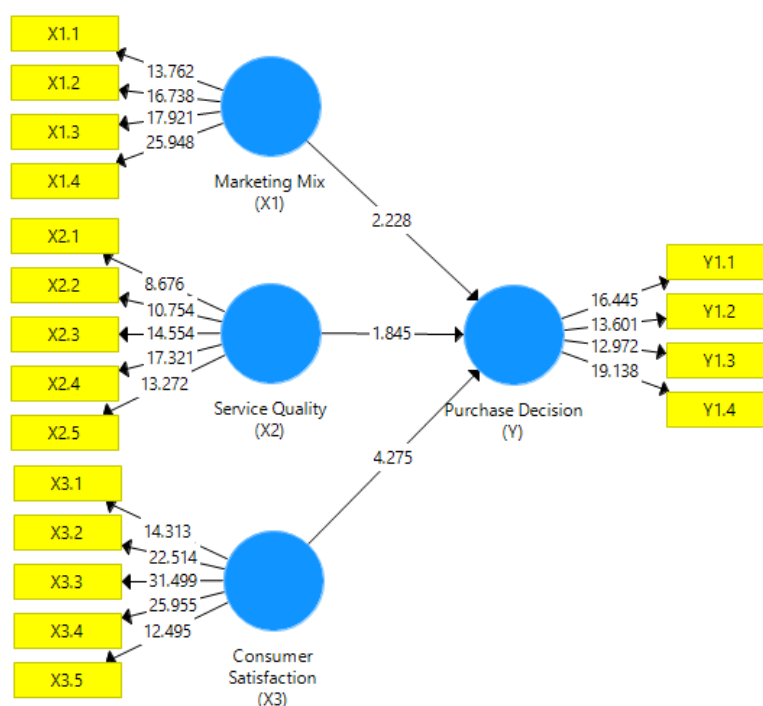 X1.1
13.762
X1.2
16.738
X1.3
17.921
25.948
X1.4
Marketing Mix
(X1)
2.228
X2.1
8.676
X2.2
10.754
X2.3
14.554
17.321
X2.4
13.272
X2.5
Service Quality
(X2)
1.845
X3.1
14.313
X3.2
22.514
X3.3
31.499
25.955
X3.4
12.495
X3.5
Consumer
Satisfaction
(X3)
4.275
Purchase Decision
(Y)
Y1.1
16.445
Y1.2
13.601
12.972
Y1.3
19.138
Y1.4